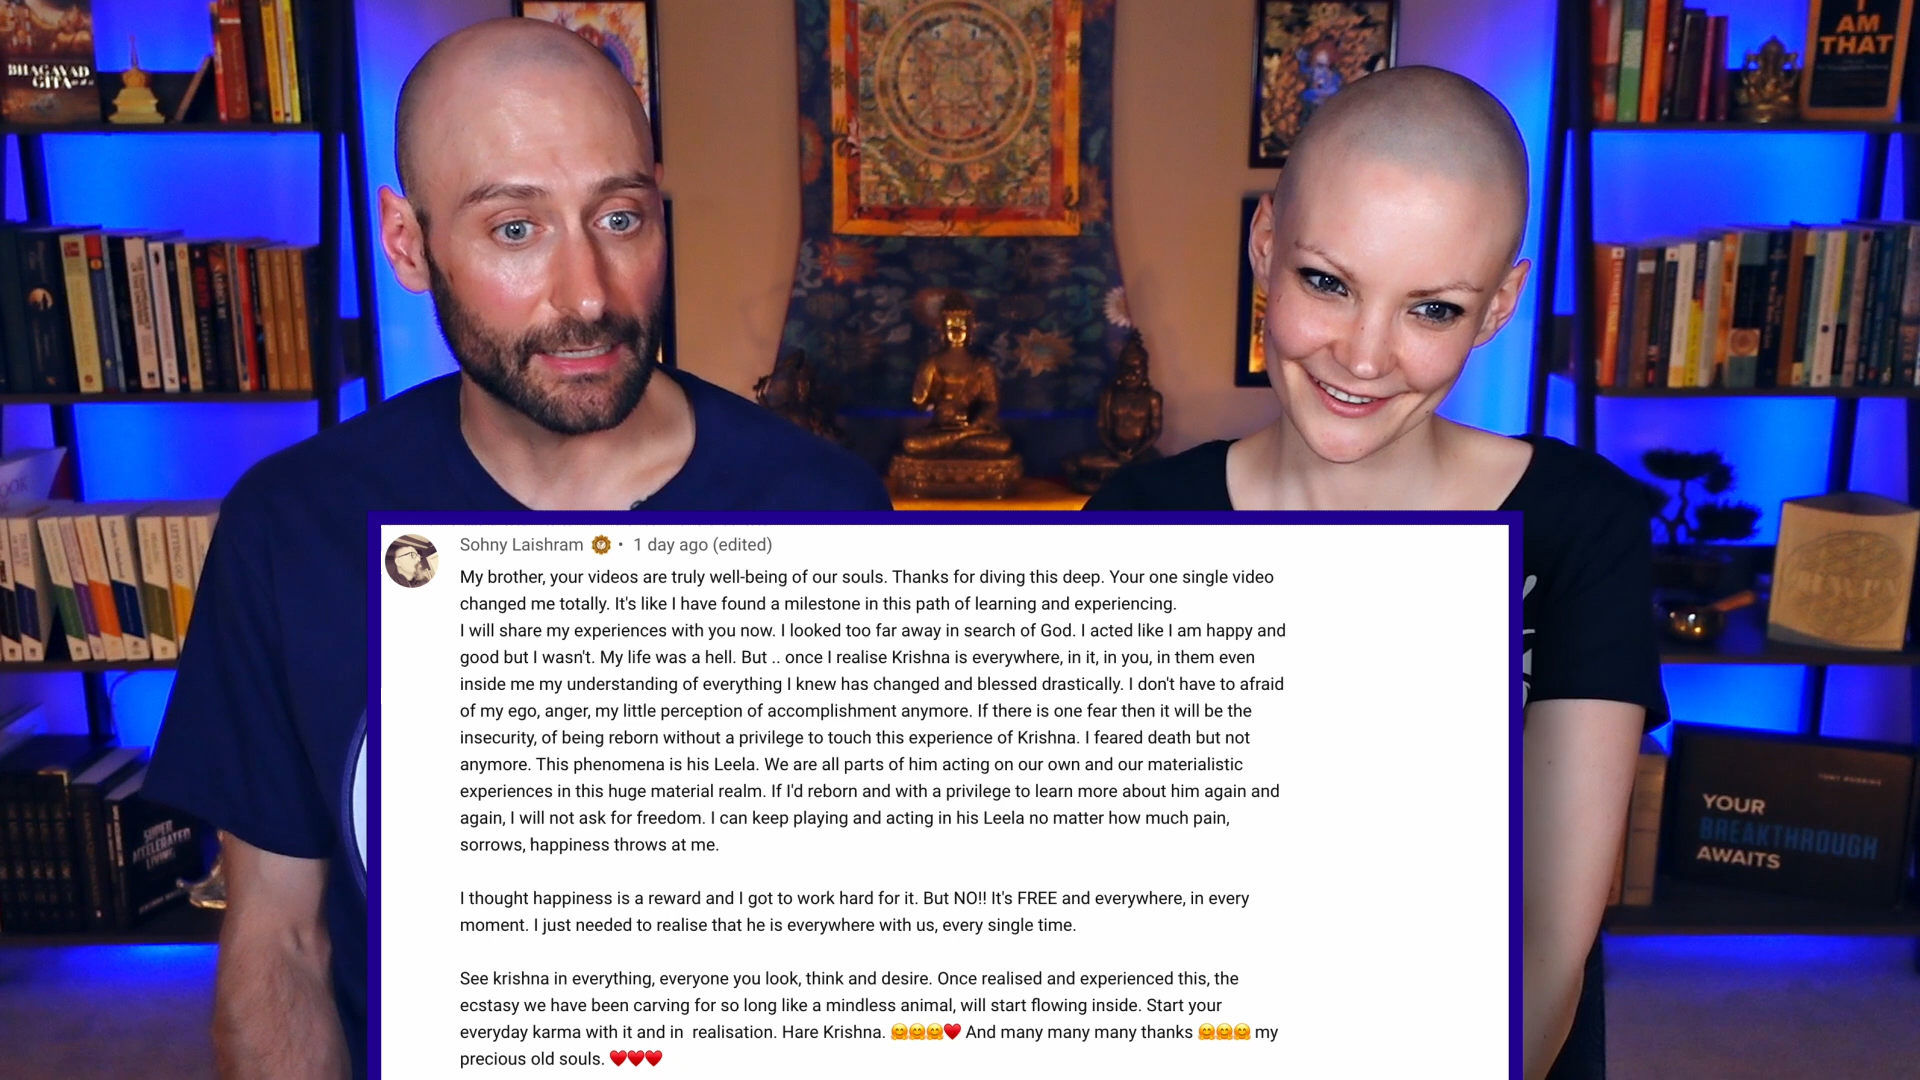 BHAGAVAD
GITA
I
AM
THAT
Sohny Laishram • 1 day ago (edited)
My brother, your videos are truly well-being of our souls. Thanks for diving this deep. Your one single video
changed me totally. It's like I have found a milestone in this path of learning and experiencing.
I will share my experiences with you now. I looked too far away in search of God. I acted like I am happy and
good but I wasn't. My life was a hell. But .. once I realise Krishna is everywhere, in it, in you, in them even
inside me my understanding of everything I knew has changed and blessed drastically. I don't have to afraid
of my ego, anger, my little perception of accomplishment anymore. If there is one fear then it will be the
insecurity, of being reborn without a privilege to touch this experience of Krishna. I feared death but not
anymore. This phenomena is his Leela. We are all parts of him acting on our own and our materialistic
experiences in this huge material realm. If I'd reborn and with a privilege to learn more about him again and
again, I will not ask for freedom. I can keep playing and acting in his Leela no matter how much pain,
sorrows, happiness throws at me.
I thought happiness is a reward and I got to work hard for it. But NO!! It's FREE and everywhere, in every
moment. I just needed to realise that he is everywhere with us, every single time.
See krishna in everything, everyone you look, think and desire. Once realised and experienced this, the
ecstasy we have been carving for so long like a mindless animal, will start flowing inside. Start your
everyday karma with it and in realisation. Hare Krishna. 🤗🤗🤗❤️ And many many many thanks 🤗🤗🤗 my
precious old souls. ❤️❤️❤️
SUPER
ACCELERATED
LIVING
TONY ROBBINS
YOUR
BREAKTHROUGH
AWAITS